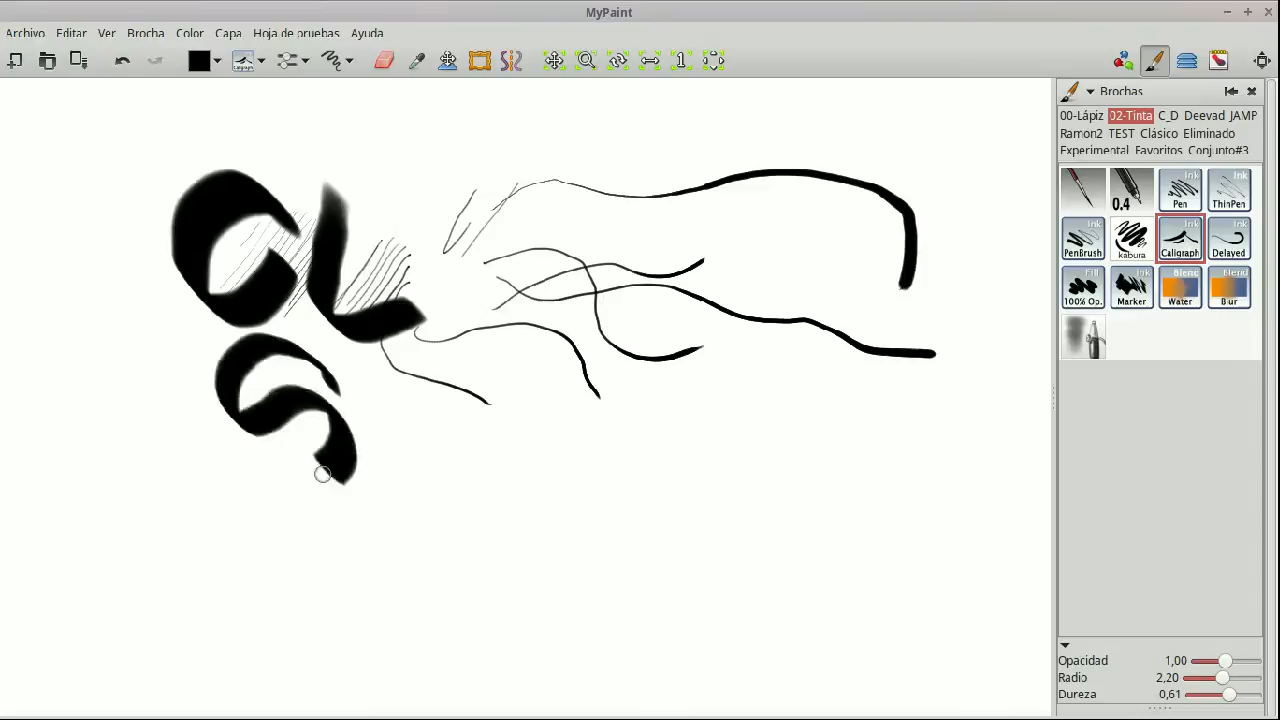 MyPaint
Archivo Editar Ver Brocha Color Capa Hoja de pruebas Ayuda
Caligraph
Brochas
00-Lápiz 02-Tinta C_D Deevad JAMP
Ramon2 TEST Clásico Eliminado
Experimental Favoritos Conjunto#3
0.4 Ink Pen Ink ThinPen
Ink PenBrush kabura Ink Caligraph Ink Delayed
Fill 100% Op. Ink Marker Blend Water Blend Blur
Opacidad 1,00
Radio 2,20
Dureza 0,61